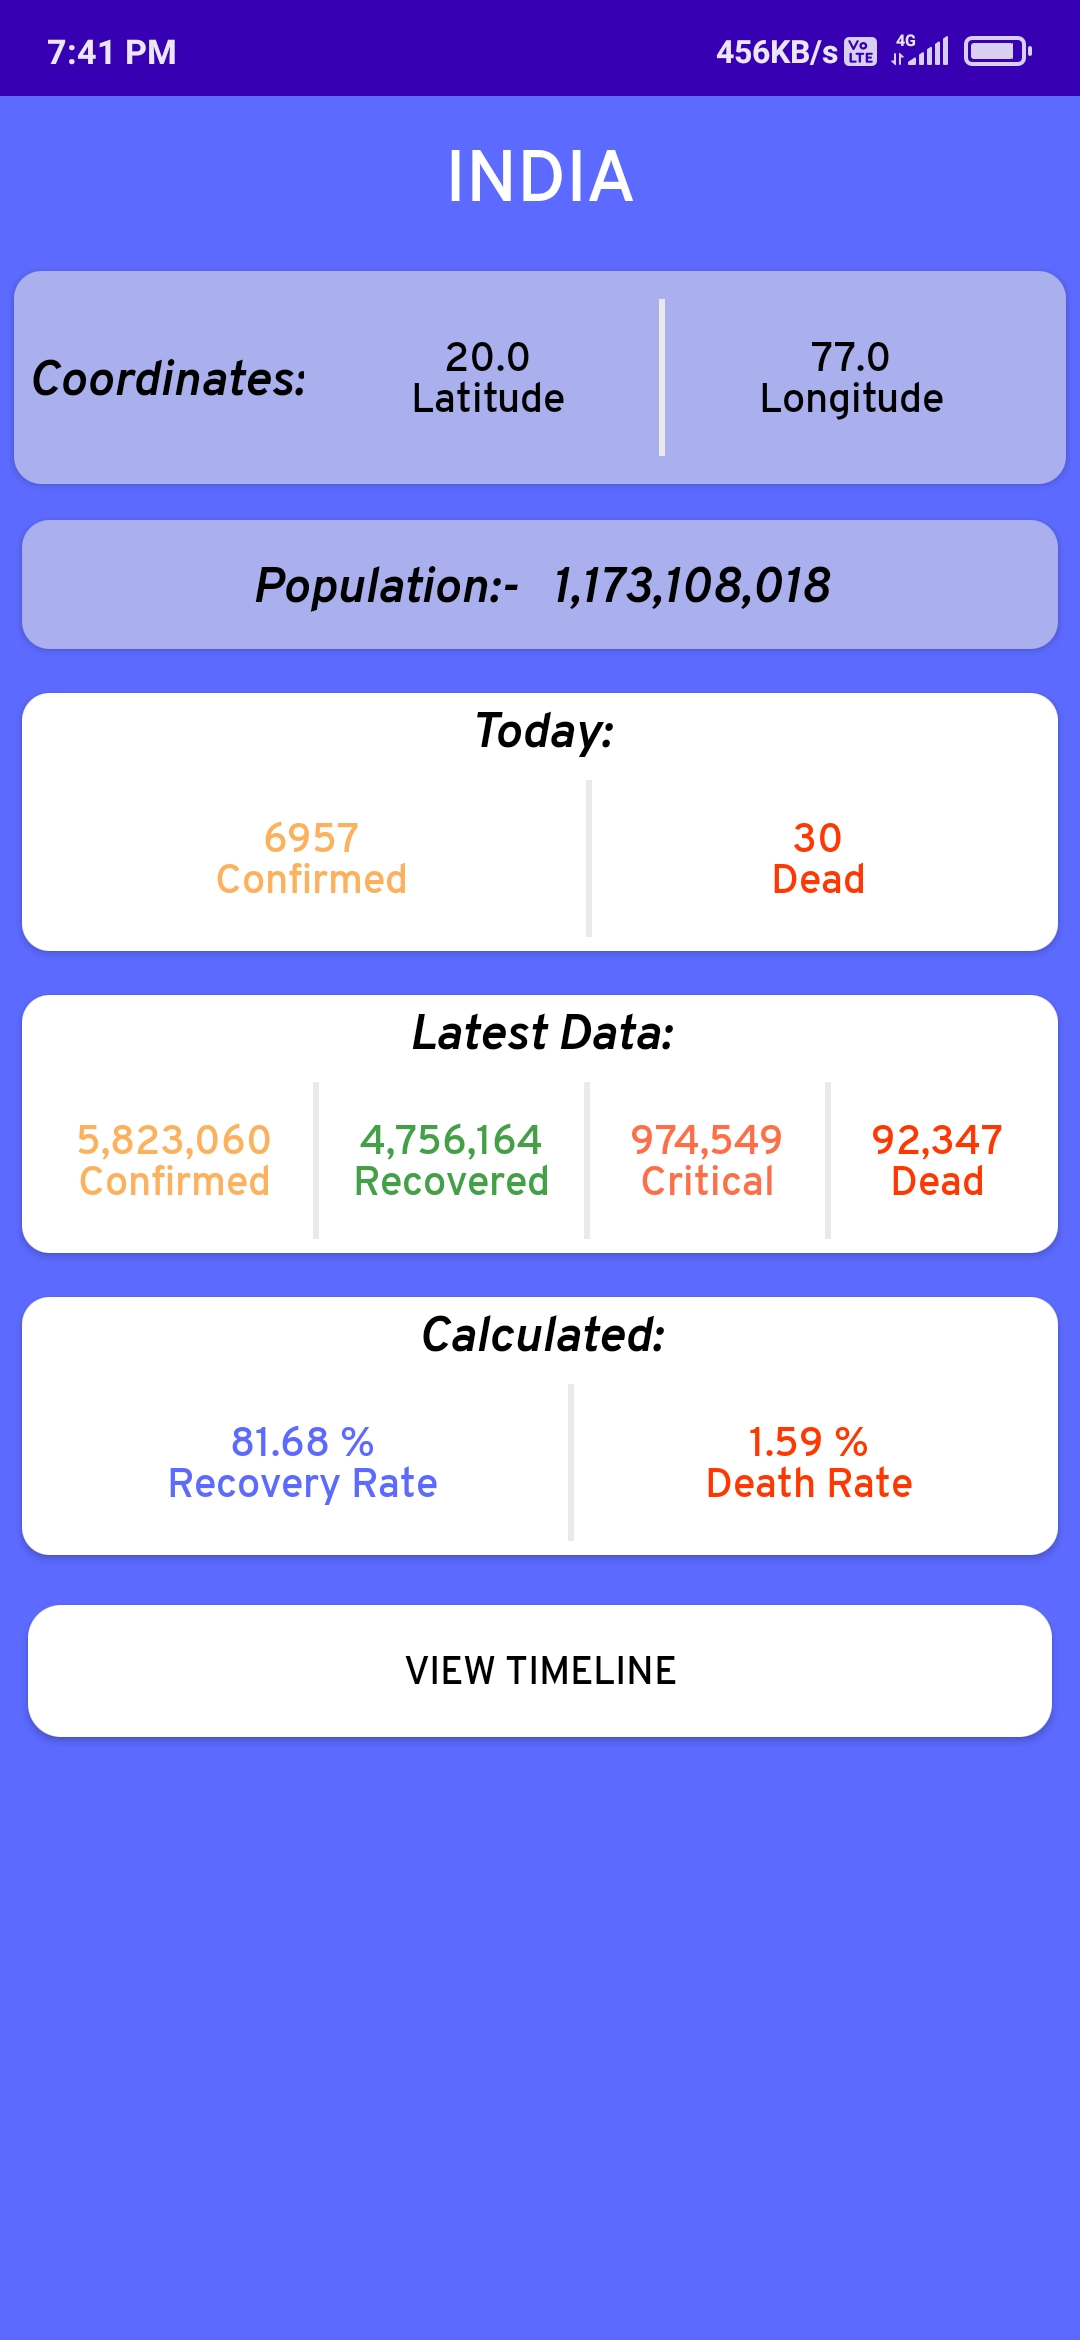 7:41 PM 456KB/s Vo LTE 4G
INDIA
Coordinates:
20.0
Latitude
77.0
Longitude
Population:- 1,173,108,018
Today:
6957
Confirmed
30
Dead
Latest Data:
5,823,060
Confirmed
4,756,164
Recovered
974,549
Critical
92,347
Dead
Calculated:
81.68 %
Recovery Rate
1.59 %
Death Rate
VIEW TIMELINE